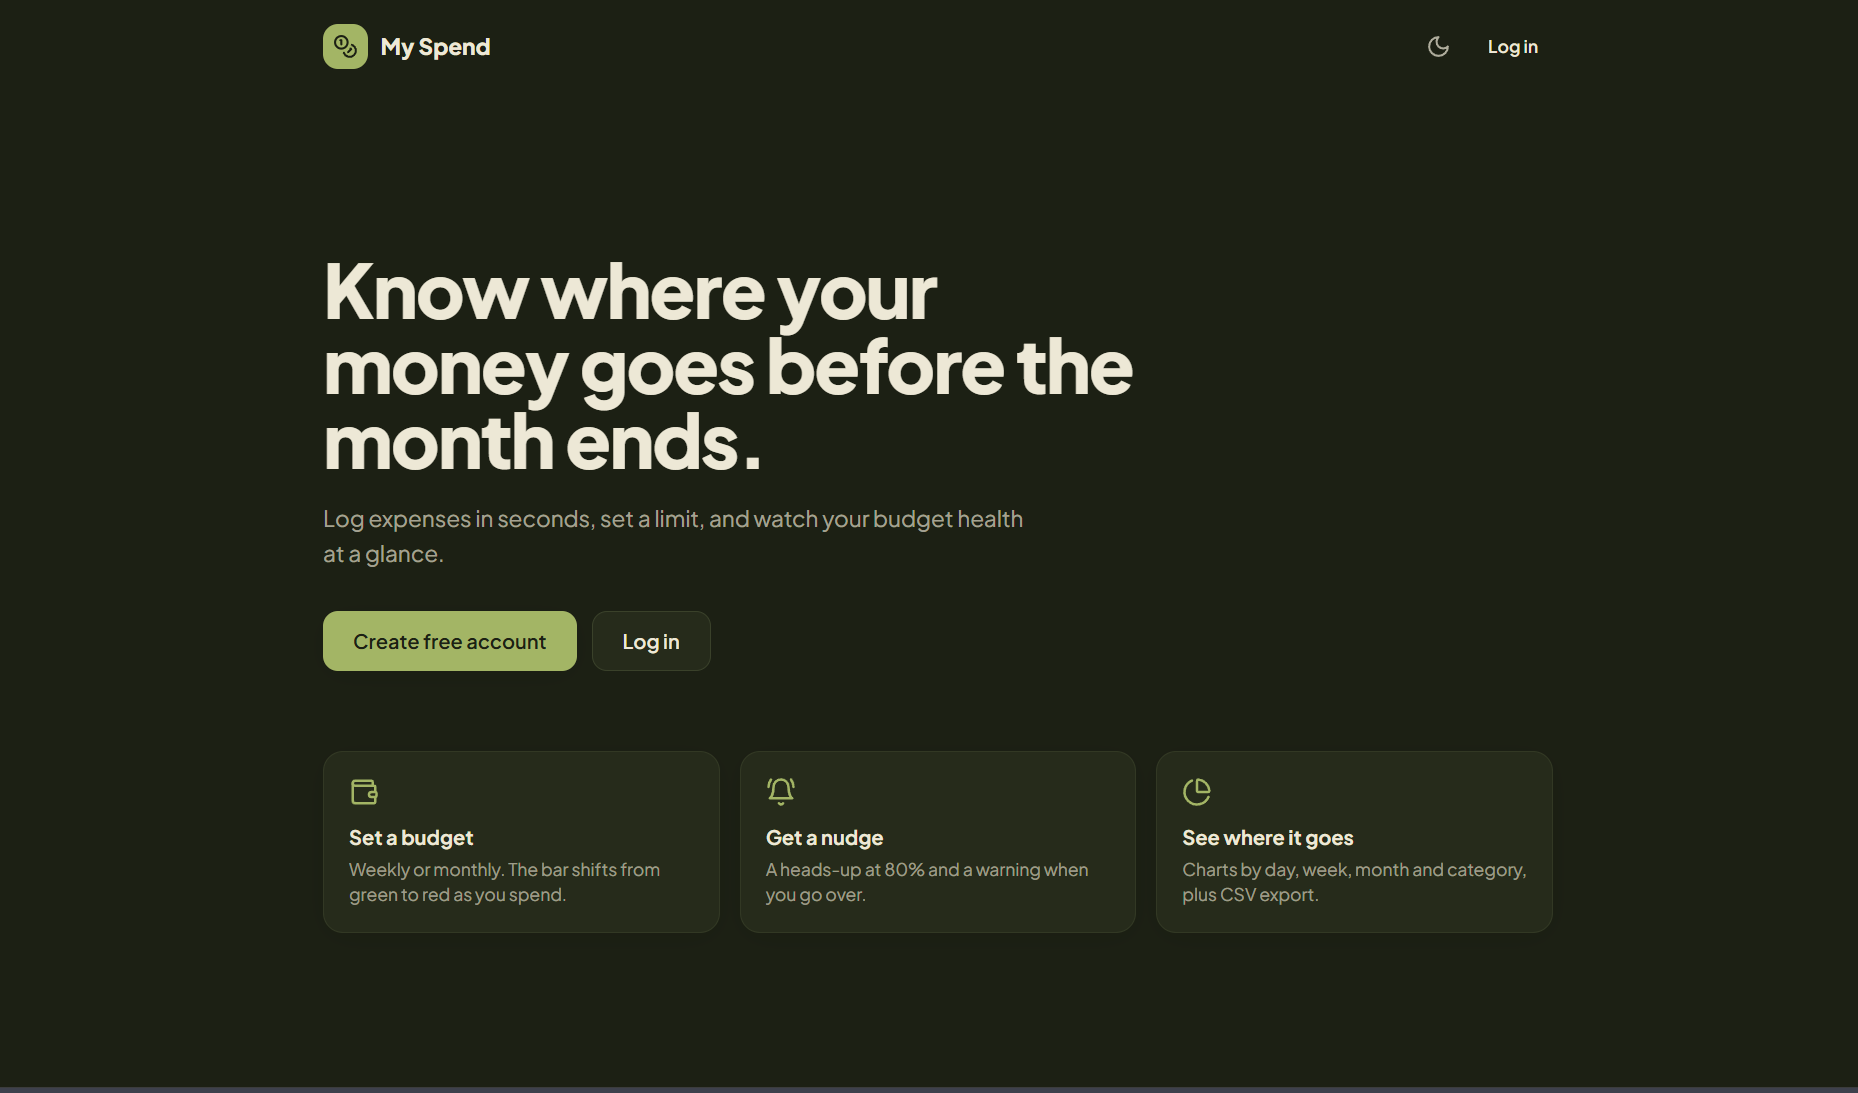 My Spend
Log in
Know where your
money goes before the
month ends.
Log expenses in seconds, set a limit, and watch your budget health
at a glance.
Create free account
Log in
Set a budget
Weekly or monthly. The bar shifts from
green to red as you spend.
Get a nudge
A heads-up at 80% and a warning when
you go over.
See where it goes
Charts by day, week, month and category,
plus CSV export.